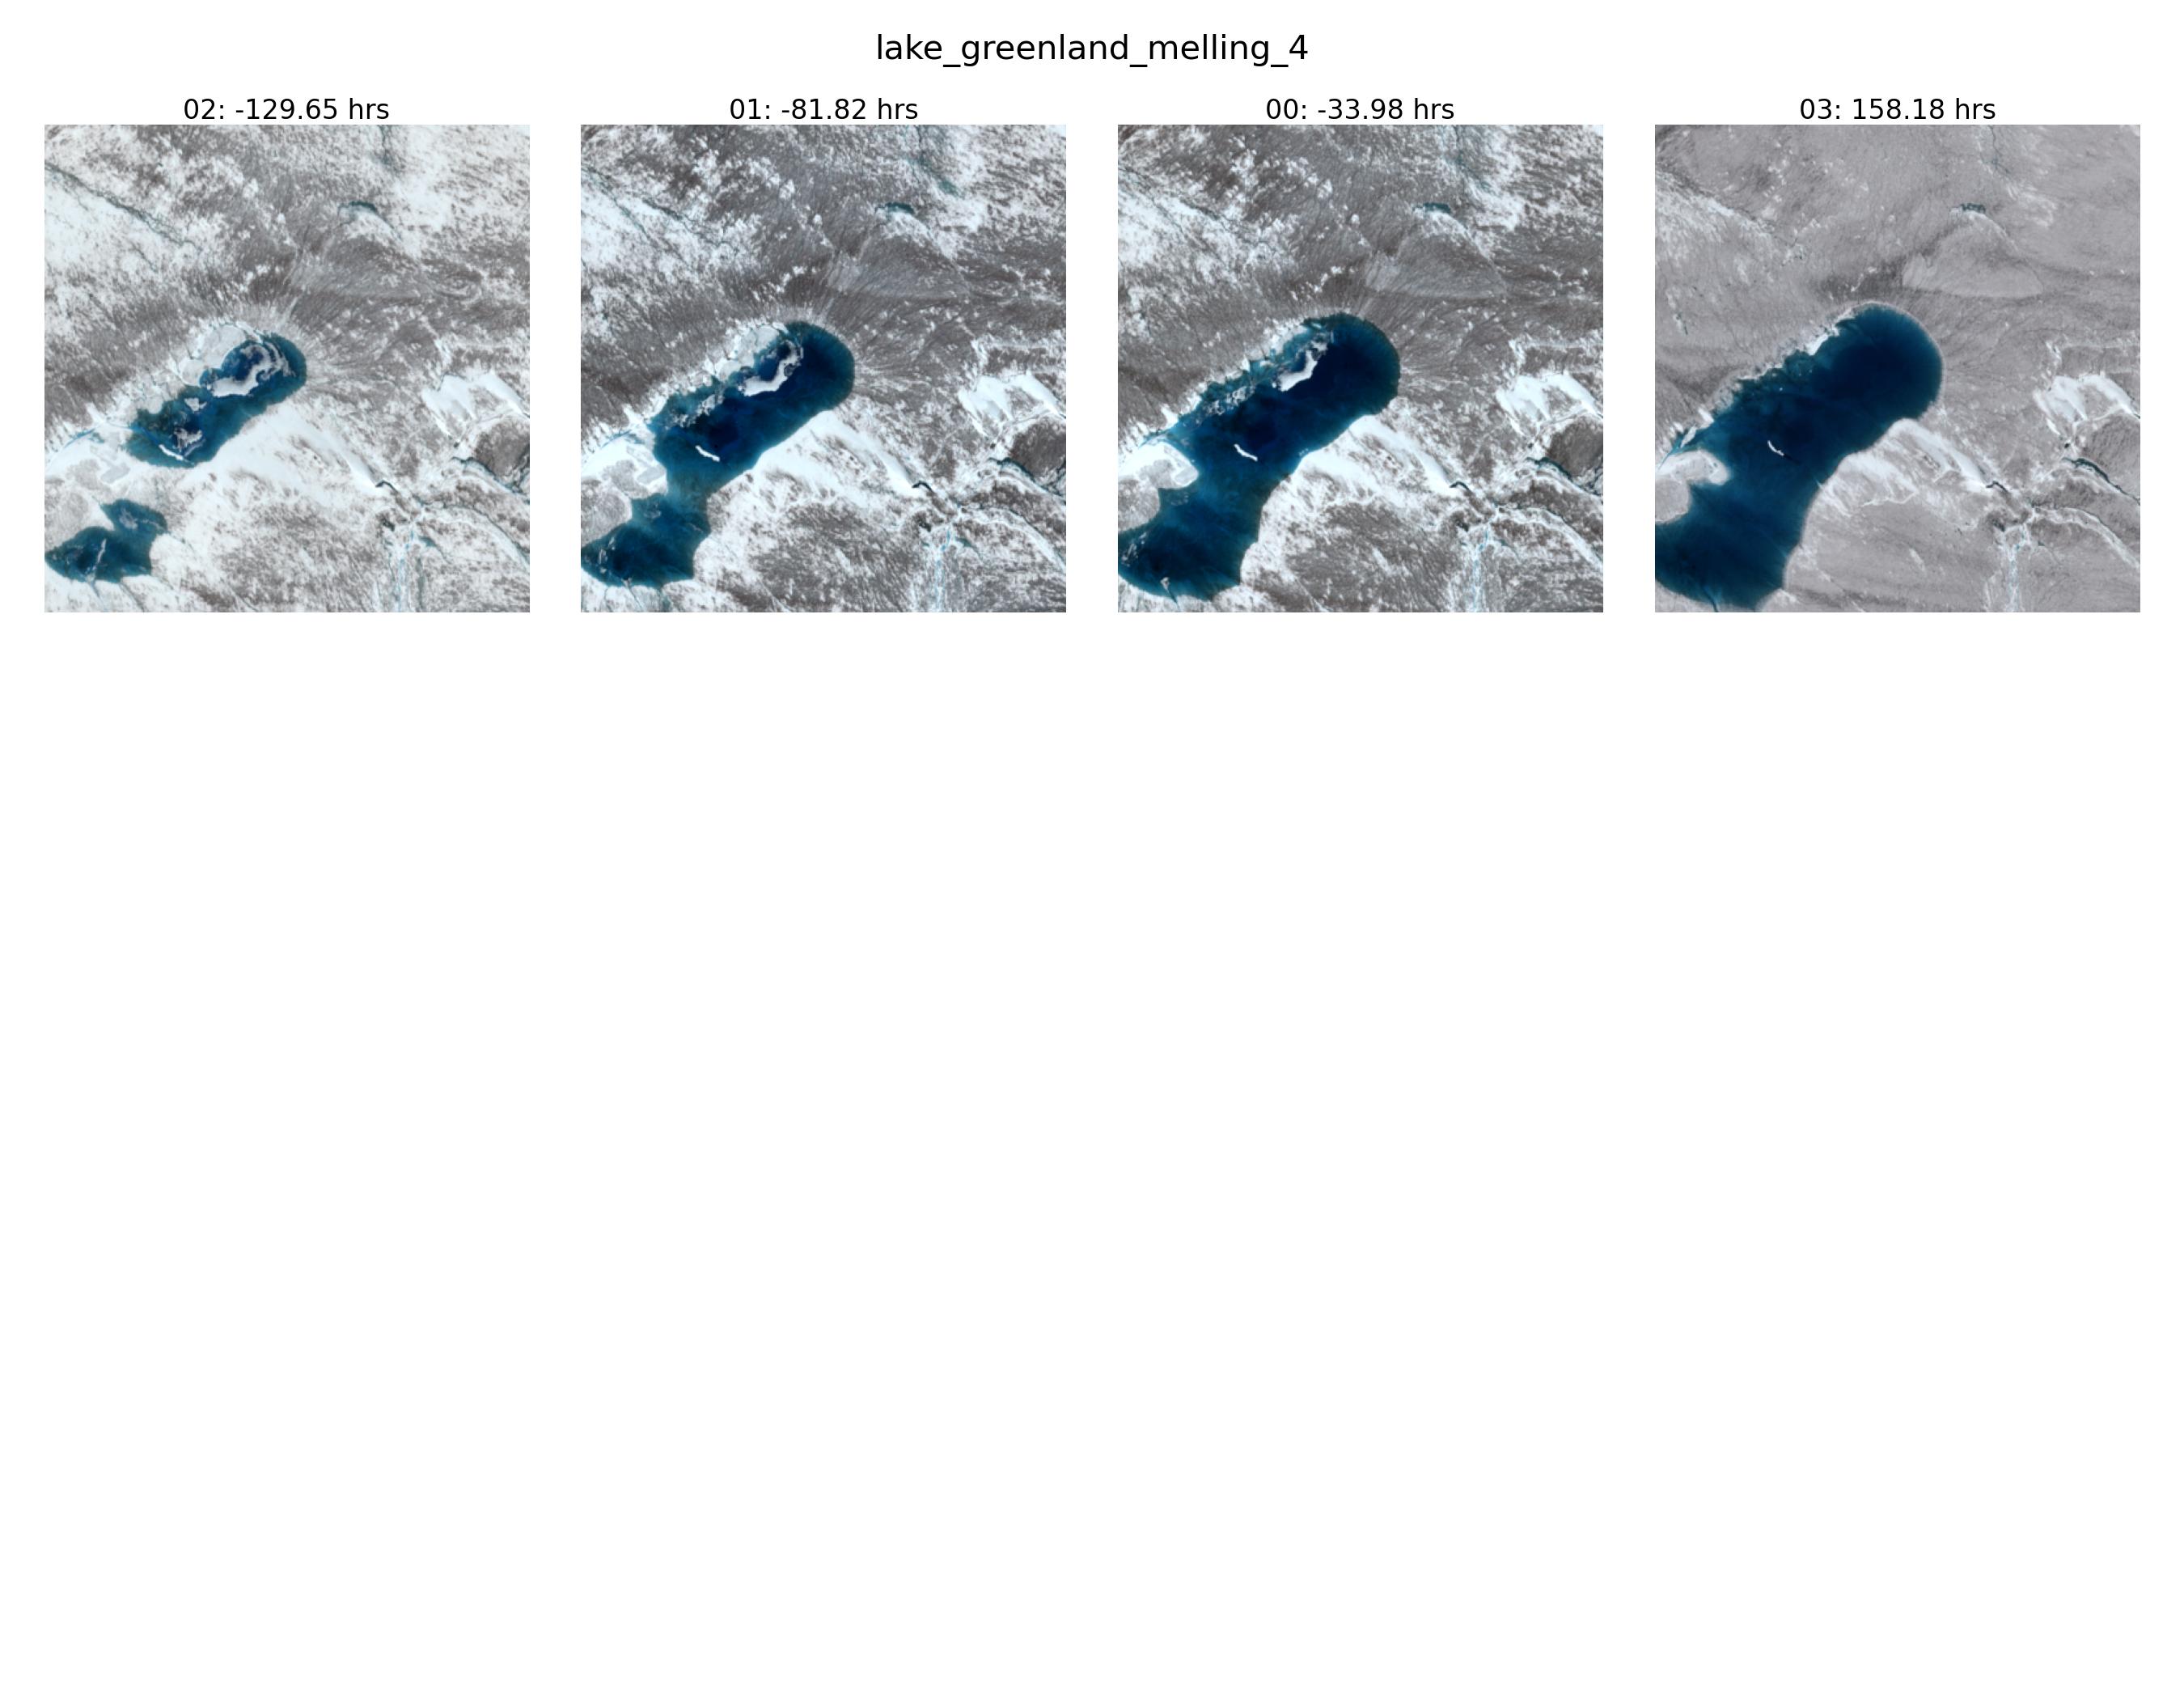 lake_greenland_melling_4
02: -129.65 hrs
01: -81.82 hrs
00: -33.98 hrs
03: 158.18 hrs